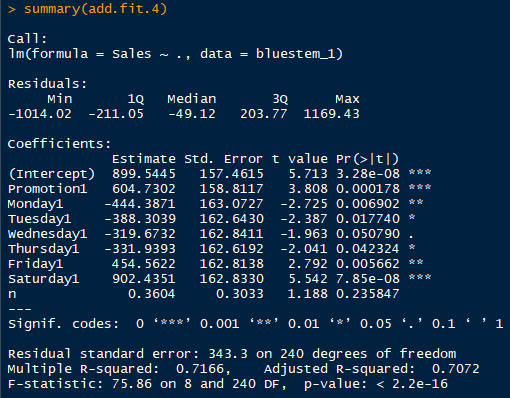 > summary(add.fit.4)
Call:
lm(formula = Sales ~ ., data = bluestem_1)
Residuals:
     Min       1Q   Median       3Q      Max
-1014.02  -211.05   -49.12   203.77  1169.43
Coefficients:
             Estimate Std. Error t value Pr(>|t|)
(Intercept)  899.5445   157.4615   5.713 3.28e-08 ***
Promotion1   604.7302   158.8117   3.808 0.000178 ***
Monday1     -444.3871   163.0727  -2.725 0.006902 **
Tuesday1    -388.3039   162.6430  -2.387 0.017740 *
Wednesday1  -319.6732   162.8411  -1.963 0.050790 .
Thursday1   -331.9393   162.6192  -2.041 0.042324 *
Friday1      454.5622   162.8138   2.792 0.005662 **
Saturday1    902.4351   162.8330   5.542 7.85e-08 ***
n              0.3604     0.3033   1.188 0.235847
---
Signif. codes:  0 ‘***’ 0.001 ‘**’ 0.01 ‘*’ 0.05 ‘.’ 0.1 ‘ ’ 1
Residual standard error: 343.3 on 240 degrees of freedom
Multiple R-squared:  0.7166,    Adjusted R-squared:  0.7072
F-statistic: 75.86 on 8 and 240 DF,  p-value: < 2.2e-16